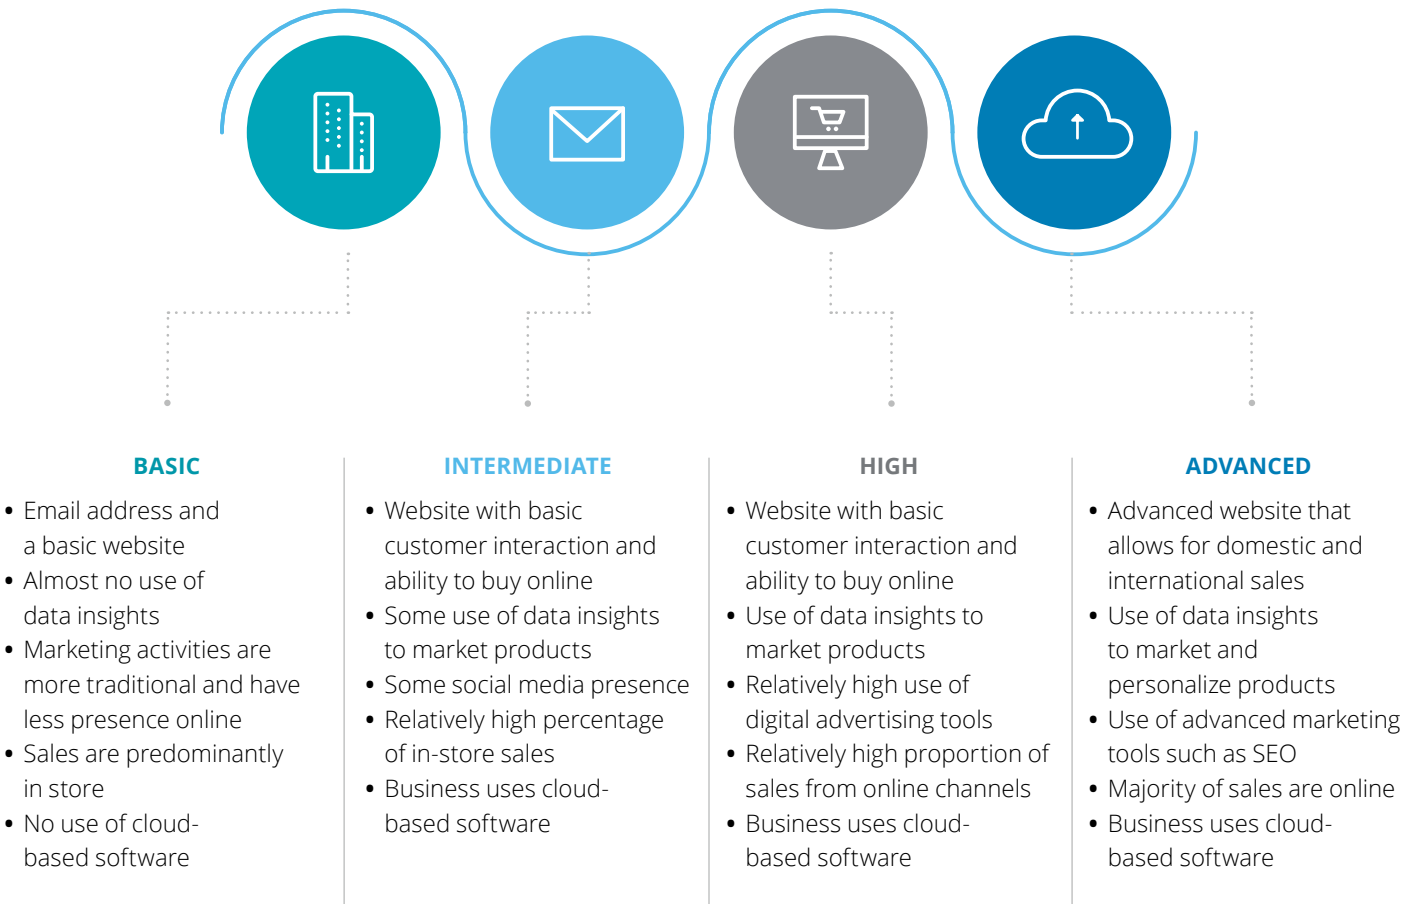 BASIC
• Email address and
a basic website
• Almost no use of
data insights
• Marketing activities are
more traditional and have
less presence online
• Sales are predominantly
in store
• No use of cloud-
based software
INTERMEDIATE
• Website with basic
customer interaction and
ability to buy online
• Some use of data insights
to market products
• Some social media presence
• Relatively high percentage
of in-store sales
• Business uses cloud-
based software
HIGH
• Website with basic
customer interaction and
ability to buy online
• Use of data insights to
market products
• Relatively high use of
digital advertising tools
• Relatively high proportion of
sales from online channels
• Business uses cloud-
based software
ADVANCED
• Advanced website that
allows for domestic and
international sales
• Use of data insights
to market and
personalize products
• Use of advanced marketing
tools such as SEO
• Majority of sales are online
• Business uses cloud-
based software